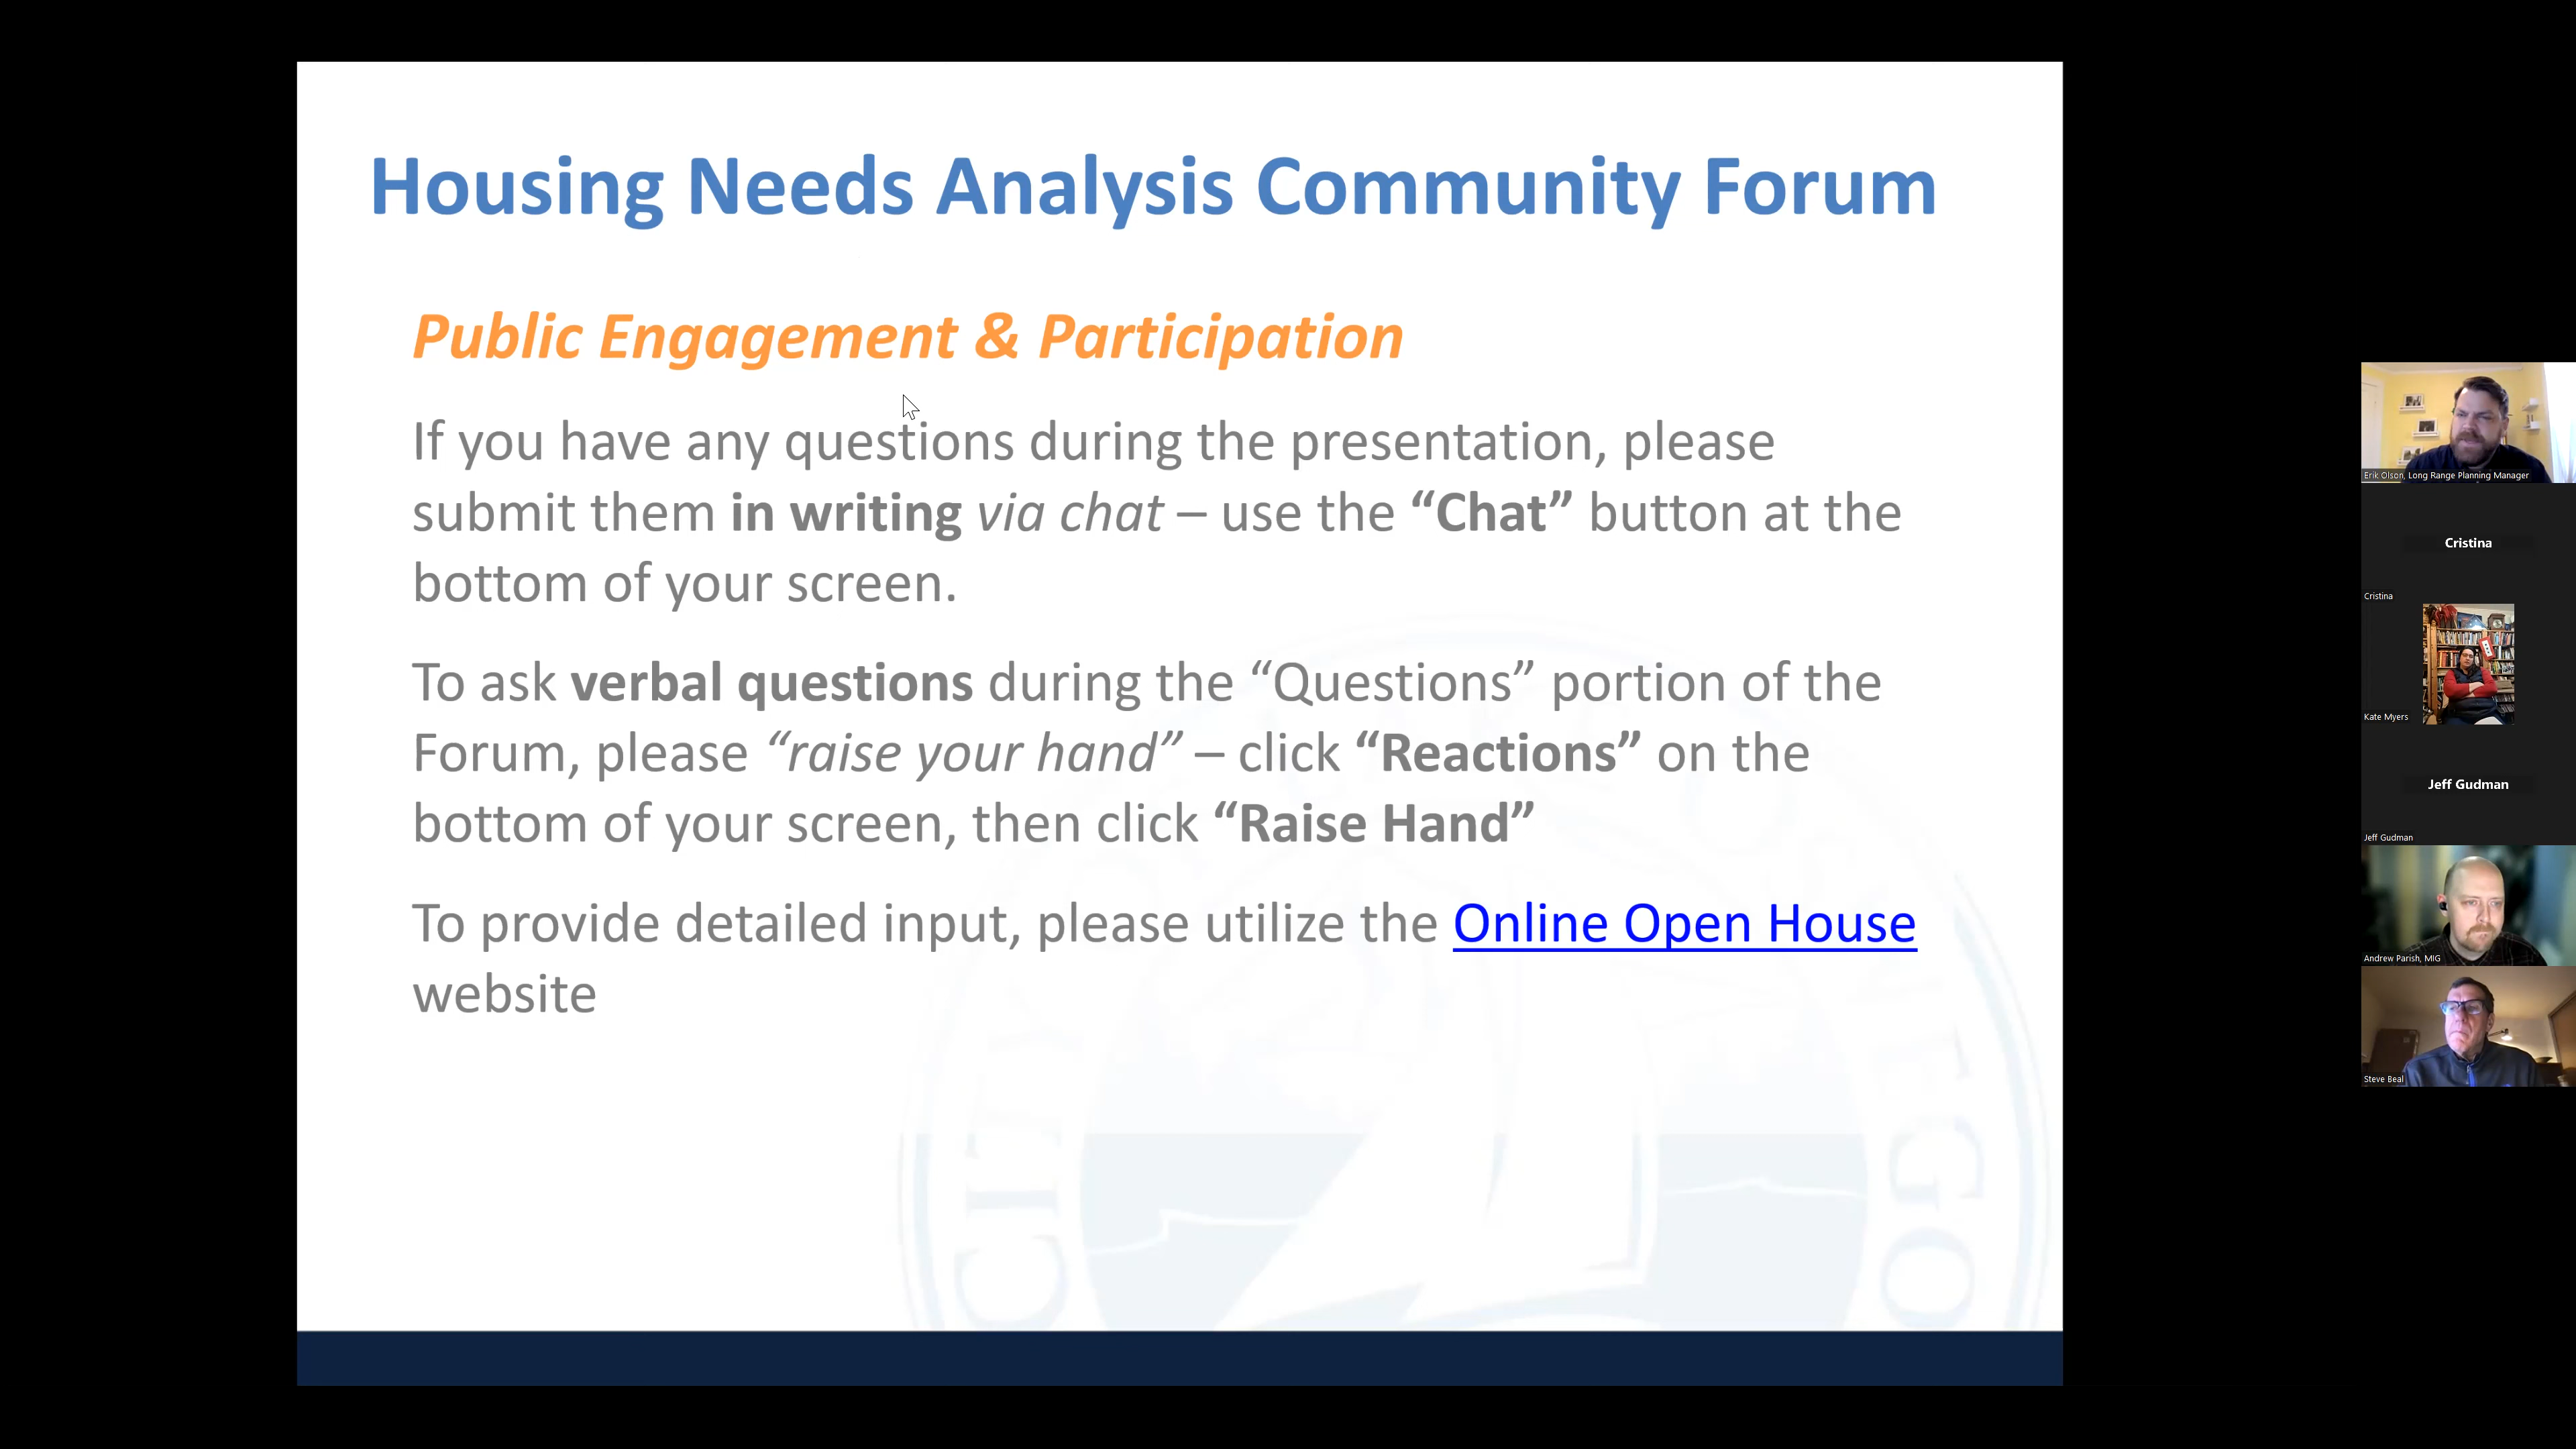 Housing Needs Analysis Community Forum
Public Engagement & Participation
If you have any questions during the presentation, please
submit them in writing via chat – use the “Chat” button at the
bottom of your screen.
To ask verbal questions during the “Questions” portion of the
Forum, please “raise your hand” – click “Reactions” on the
bottom of your screen, then click “Raise Hand”
To provide detailed input, please utilize the Online Open House
website
CITY
OSWEGO
Erik Olson, Long Range Planning Manager
Cristina
Cristina
Kate Myers
Jeff Gudman
Jeff Gudman
Andrew Parish, MIG
Steve Beal